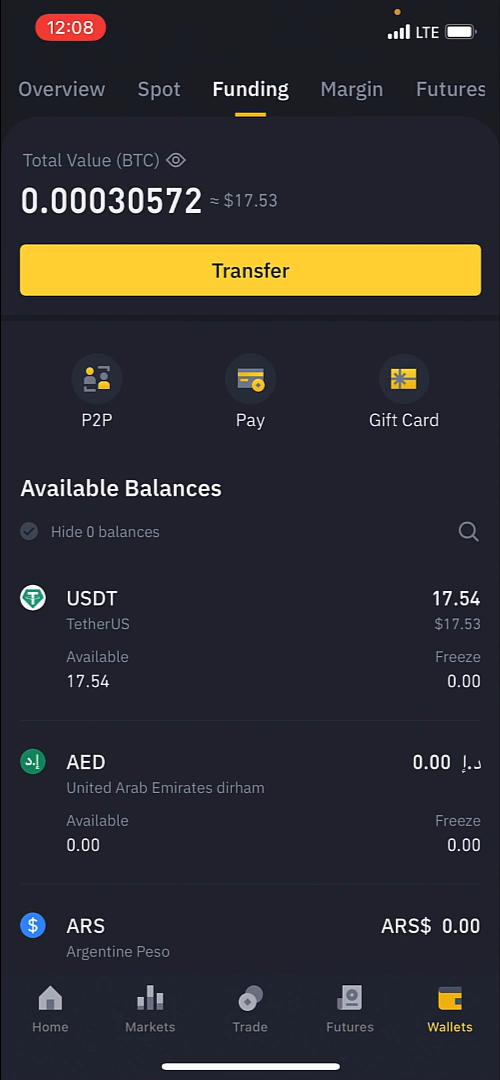 12:08
LTE
Overview Spot Funding Margin Futures
Total Value (BTC)
0.00030572 ≈ $17.53
Transfer
P2P Pay Gift Card
Available Balances
Hide 0 balances
USDT 17.54
TetherUS $17.53
Available Freeze
17.54 0.00
د.إ AED 0.00 د.إ
United Arab Emirates dirham
Available Freeze
0.00 0.00
$ ARS ARS$ 0.00
Argentine Peso
Home Markets Trade Futures Wallets